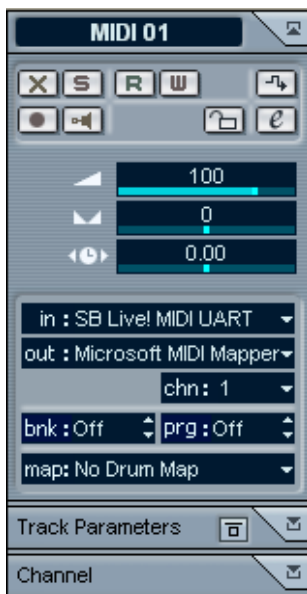 MIDI 01
X S R W
e
100
0
0.00
in : SB Live! MIDI UART
out : Microsoft MIDI Mapper
chn: 1
bnk : Off prg : Off
map: No Drum Map
Track Parameters
Channel